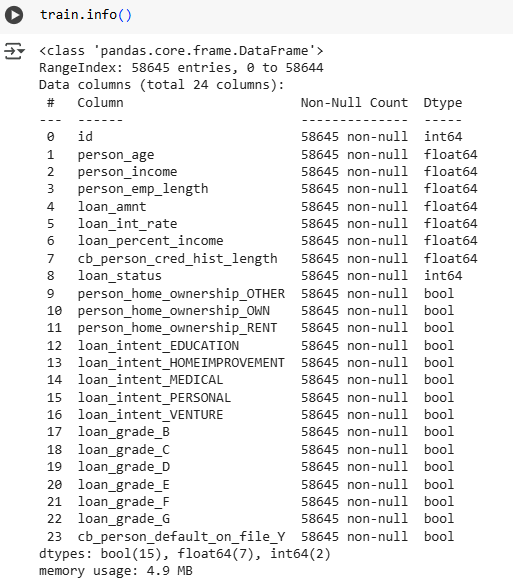 train.info()
<class 'pandas.core.frame.DataFrame'>
RangeIndex: 58645 entries, 0 to 58644
Data columns (total 24 columns):
 #   Column                       Non-Null Count  Dtype
---  ------                       --------------  -----
 0   id                           58645 non-null  int64
 1   person_age                   58645 non-null  float64
 2   person_income                58645 non-null  float64
 3   person_emp_length            58645 non-null  float64
 4   loan_amnt                    58645 non-null  float64
 5   loan_int_rate                58645 non-null  float64
 6   loan_percent_income          58645 non-null  float64
 7   cb_person_cred_hist_length   58645 non-null  float64
 8   loan_status                  58645 non-null  int64
 9   person_home_ownership_OTHER  58645 non-null  bool
 10  person_home_ownership_OWN    58645 non-null  bool
 11  person_home_ownership_RENT   58645 non-null  bool
 12  loan_intent_EDUCATION        58645 non-null  bool
 13  loan_intent_HOMEIMPROVEMENT  58645 non-null  bool
 14  loan_intent_MEDICAL          58645 non-null  bool
 15  loan_intent_PERSONAL         58645 non-null  bool
 16  loan_intent_VENTURE          58645 non-null  bool
 17  loan_grade_B                 58645 non-null  bool
 18  loan_grade_C                 58645 non-null  bool
 19  loan_grade_D                 58645 non-null  bool
 20  loan_grade_E                 58645 non-null  bool
 21  loan_grade_F                 58645 non-null  bool
 22  loan_grade_G                 58645 non-null  bool
 23  cb_person_default_on_file_Y  58645 non-null  bool
dtypes: bool(15), float64(7), int64(2)
memory usage: 4.9 MB